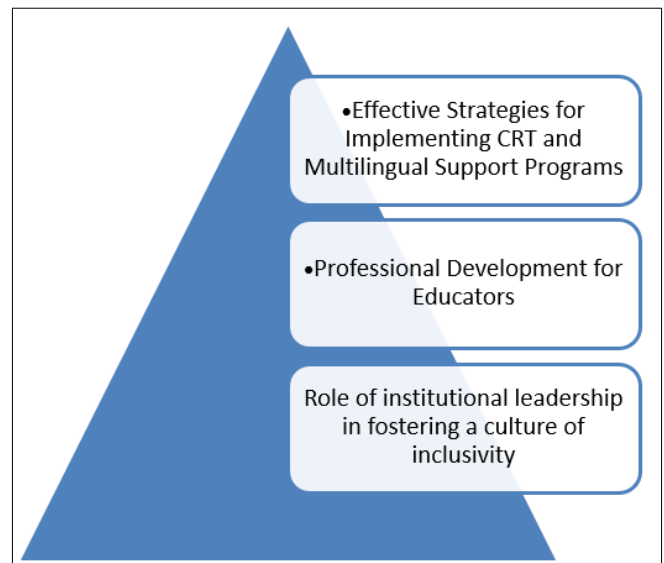 •Effective Strategies for
Implementing CRT and
Multilingual Support Programs
•Professional Development for
Educators
Role of institutional leadership
in fostering a culture of
inclusivity